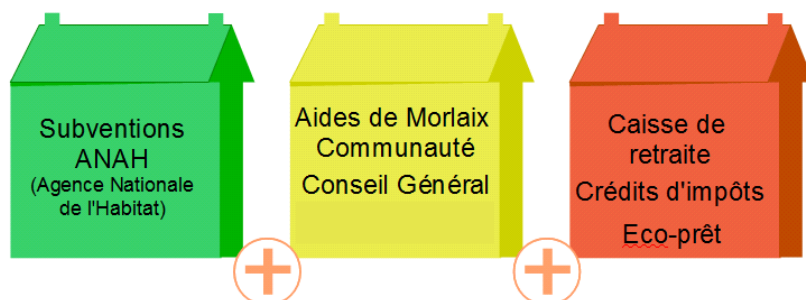 Subventions
ANAH
(Agence Nationale
de l'Habitat)
Aides de Morlaix
Communauté
Conseil Général
Caisse de
retraite
Crédits d'impôts
Eco-prêt